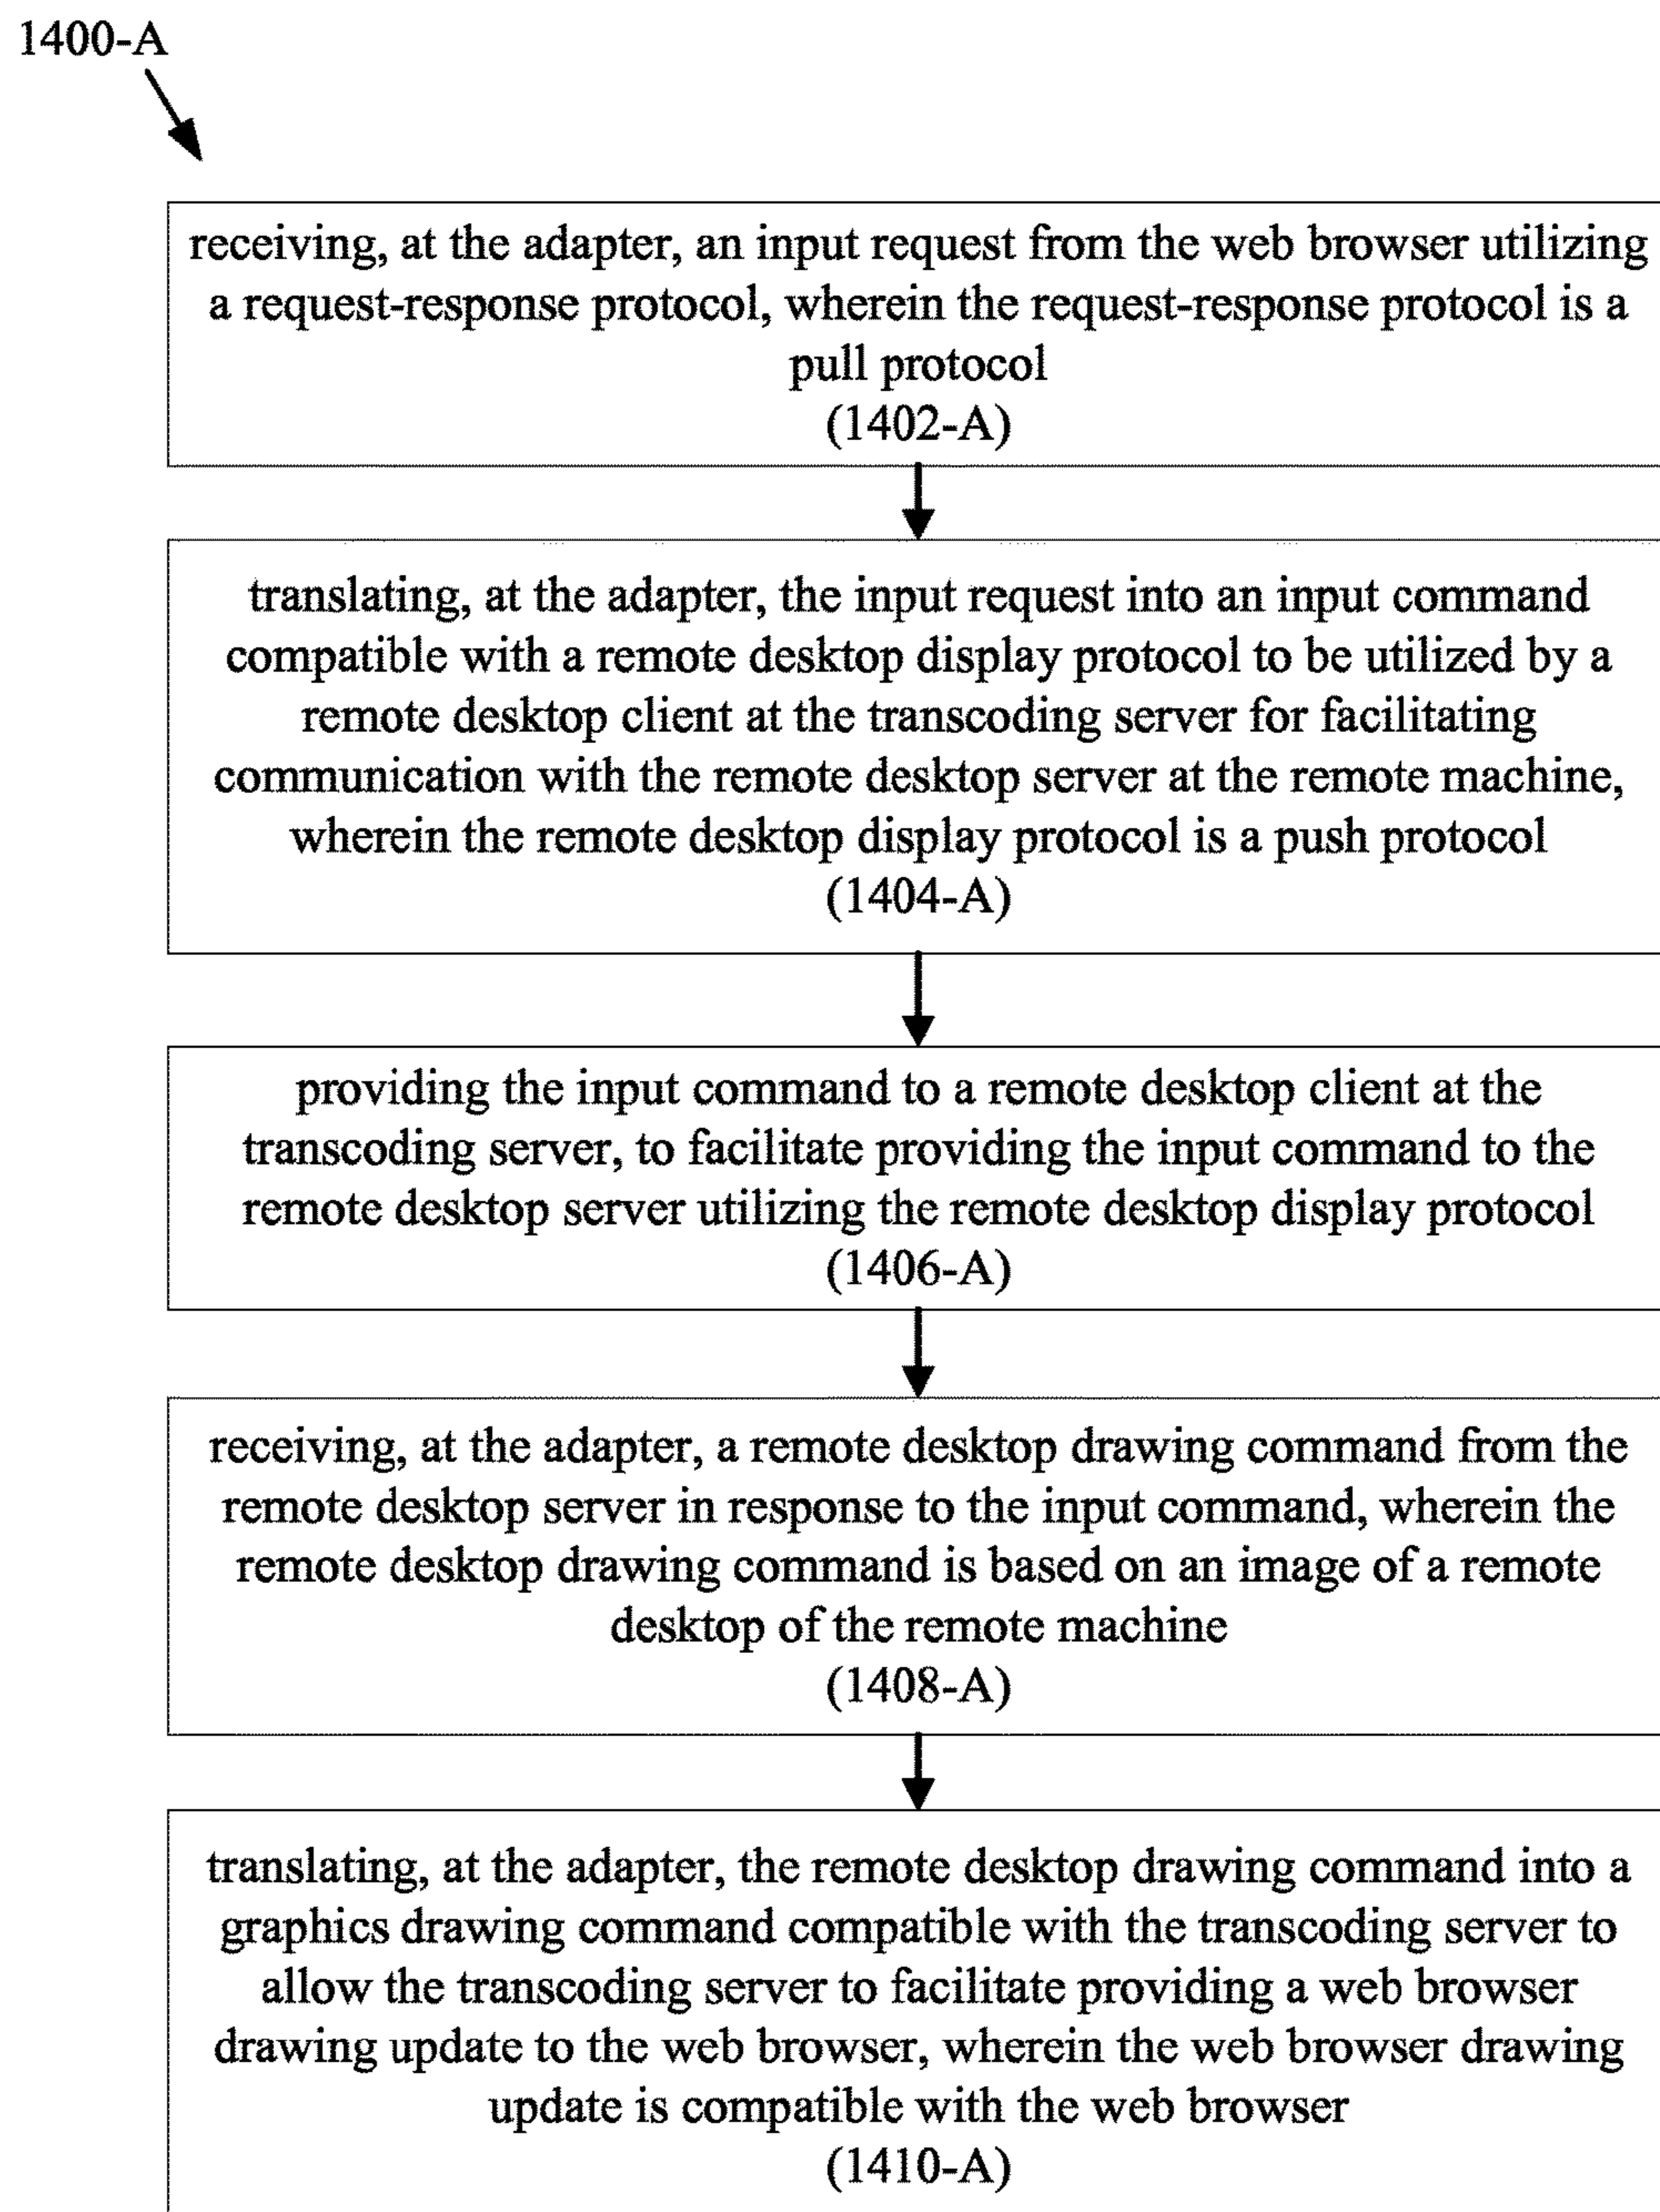 1400-A
receiving, at the adapter, an input request from the web browser utilizing
a request-response protocol, wherein the request-response protocol is a
pull protocol
(1402-A)
translating, at the adapter, the input request into an input command
compatible with a remote desktop display protocol to be utilized by a
remote desktop client at the transcoding server for facilitating
communication with the remote desktop server at the remote machine,
wherein the remote desktop display protocol is a push protocol
(1404-A)
providing the input command to a remote desktop client at the
transcoding server, to facilitate providing the input command to the
remote desktop server utilizing the remote desktop display protocol
(1406-A)
receiving, at the adapter, a remote desktop drawing command from the
remote desktop server in response to the input command, wherein the
remote desktop drawing command is based on an image of a remote
desktop of the remote machine
(1408-A)
translating, at the adapter, the remote desktop drawing command into a
graphics drawing command compatible with the transcoding server to
allow the transcoding server to facilitate providing a web browser
drawing update to the web browser, wherein the web browser drawing
update is compatible with the web browser
(1410-A)